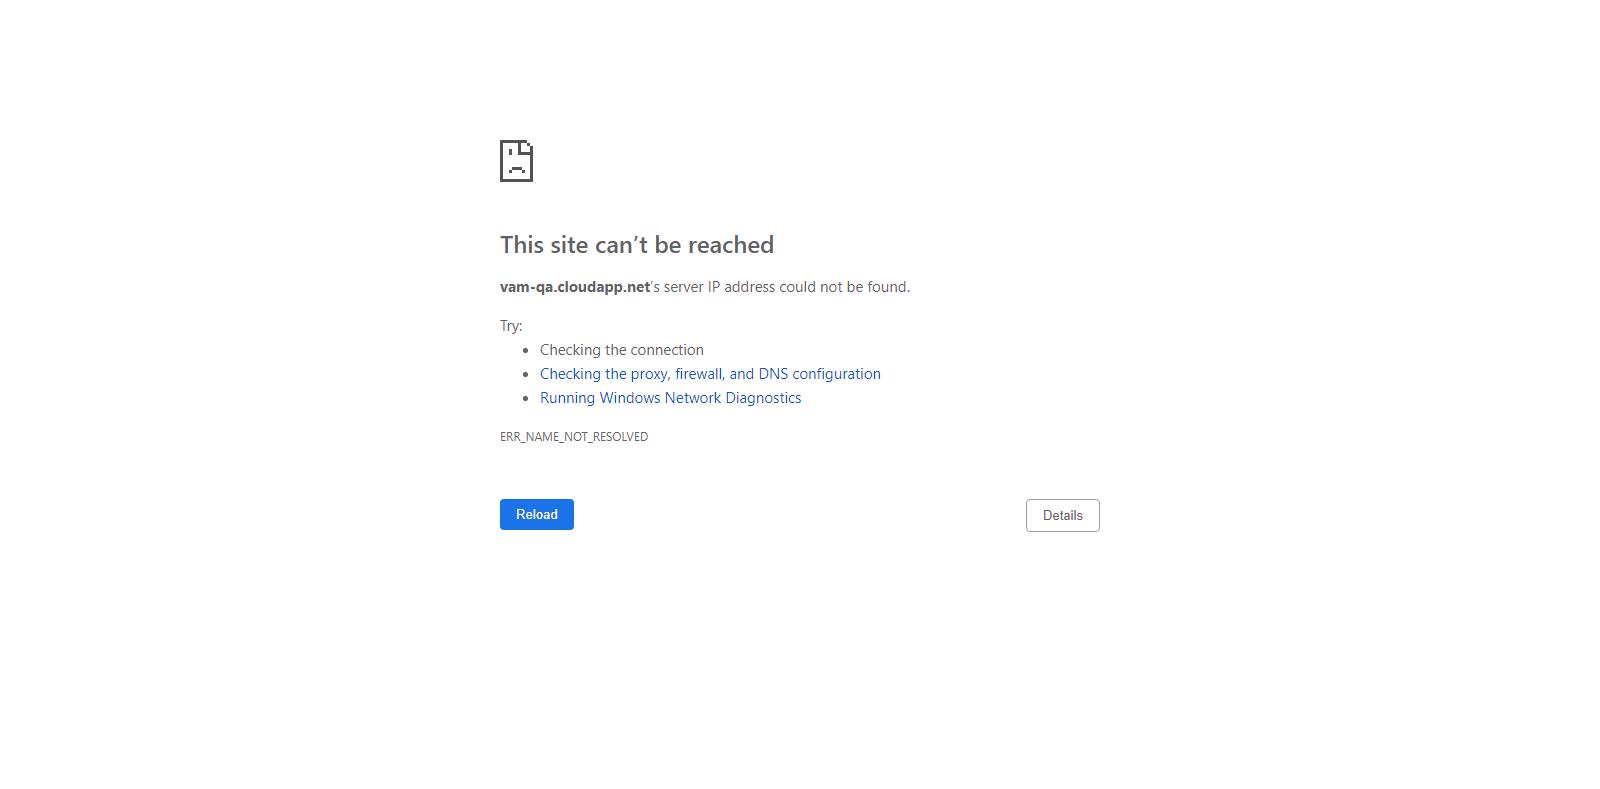 This site can’t be reached
vam-qa.cloudapp.net’s server IP address could not be found.
Try:
• Checking the connection
• Checking the proxy, firewall, and DNS configuration
• Running Windows Network Diagnostics
ERR_NAME_NOT_RESOLVED
Reload
Details